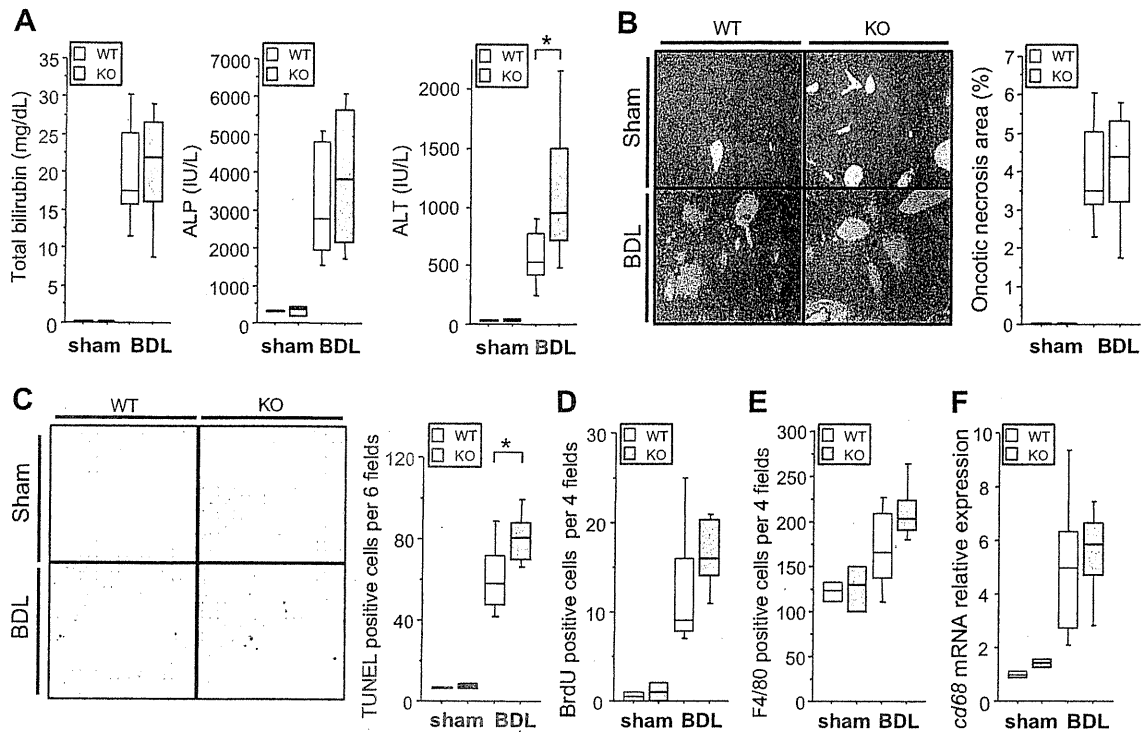 A
WT
KO
Total bilirubin (mg/dL)
35
30
25
20
15
10
5
0
sham BDL
WT
KO
ALP (IU/L)
7000
6000
5000
4000
3000
2000
1000
0
sham BDL
WT
KO
*
ALT (IU/L)
2000
1500
1000
500
0
sham BDL
B
WT
KO
Sham
BDL
WT
KO
Oncotic necrosis area (%)
7
6
5
4
3
2
1
0
sham BDL
C
WT
KO
Sham
BDL
WT
KO
*
TUNEL positive cells per 6 fields
120
80
40
0
sham BDL
D
WT
KO
BrdU positive cells per 4 fields
30
20
10
0
sham BDL
E
WT
KO
F4/80 positive cells per 4 fields
300
250
200
150
100
50
0
sham BDL
F
WT
KO
cd68 mRNA relative expression
10
8
6
4
2
0
sham BDL